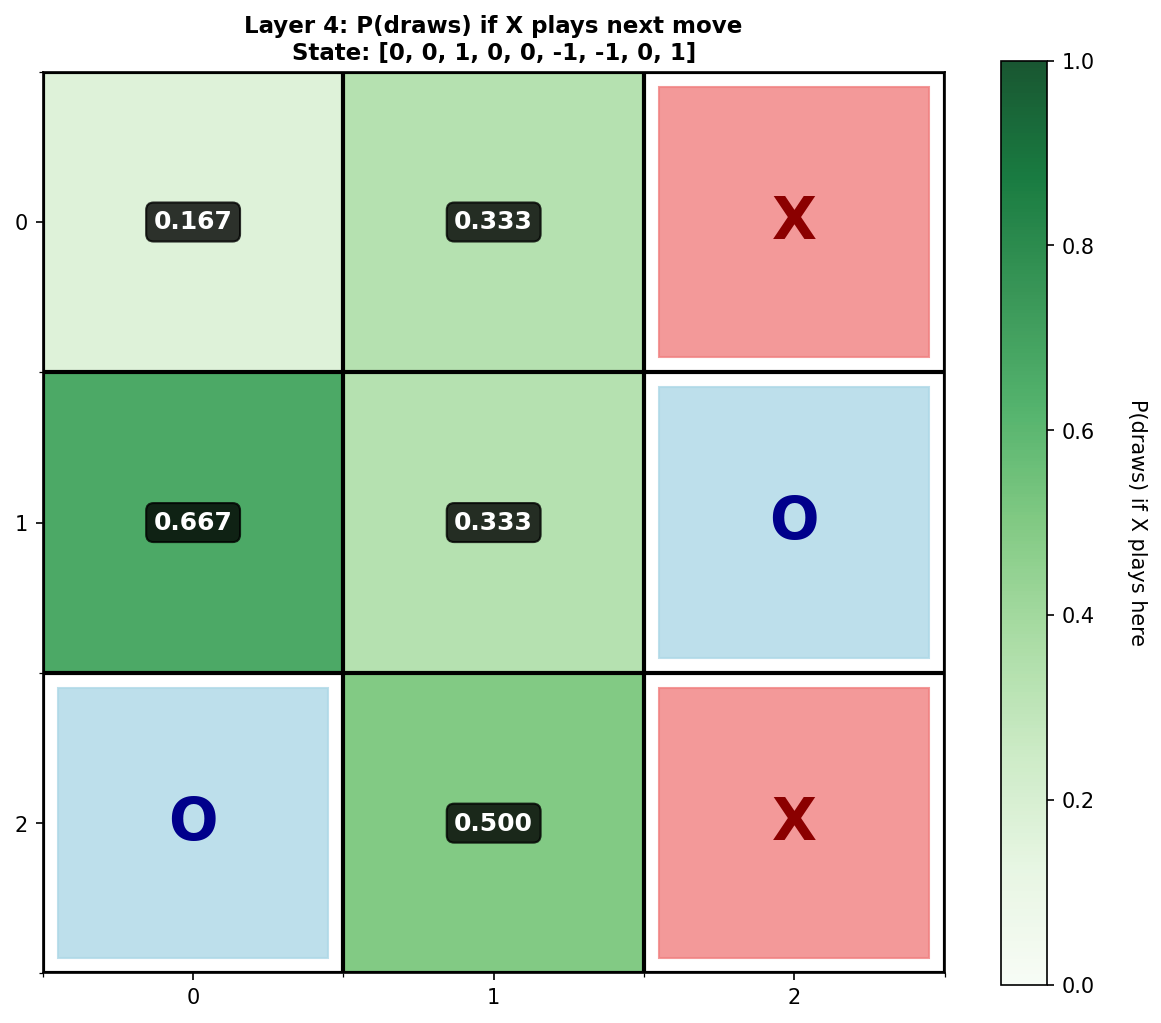 Layer 4: P(draws) if X plays next move
State: [0, 0, 1, 0, 0, -1, -1, 0, 1]
1.0
0.8
0.6
0.4
0.2
0.0
P(draws) if X plays here
0
0.167
0.333
X
1
0.667
0.333
O
2
O
0.500
X
0
1
2